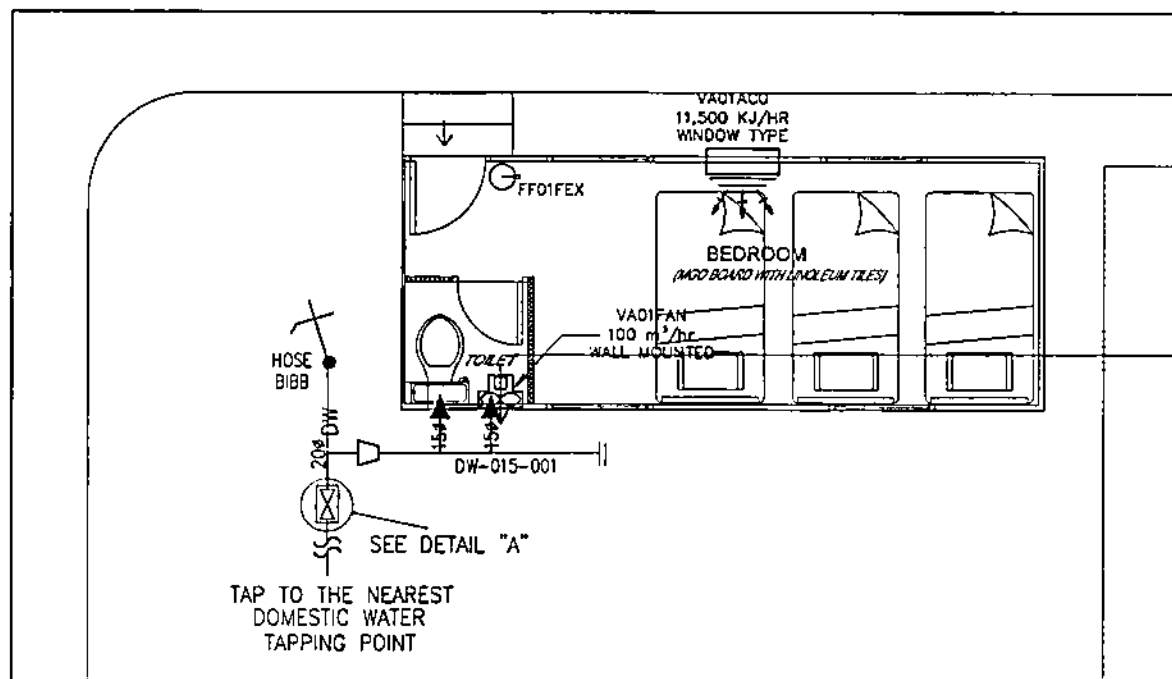 VA01ACU
11,500 KJ/HR
WINDOW TYPE
FF01FEX
BEDROOM
(MGO BOARD WITH LINOLEUM TILES)
VA01FAN
100 m³/hr
WALL MOUNTED
TOILET
HOSE
BIBB
20ø DW
15ø
15ø
DW-015-001
SEE DETAIL "A"
TAP TO THE NEAREST
DOMESTIC WATER
TAPPING POINT